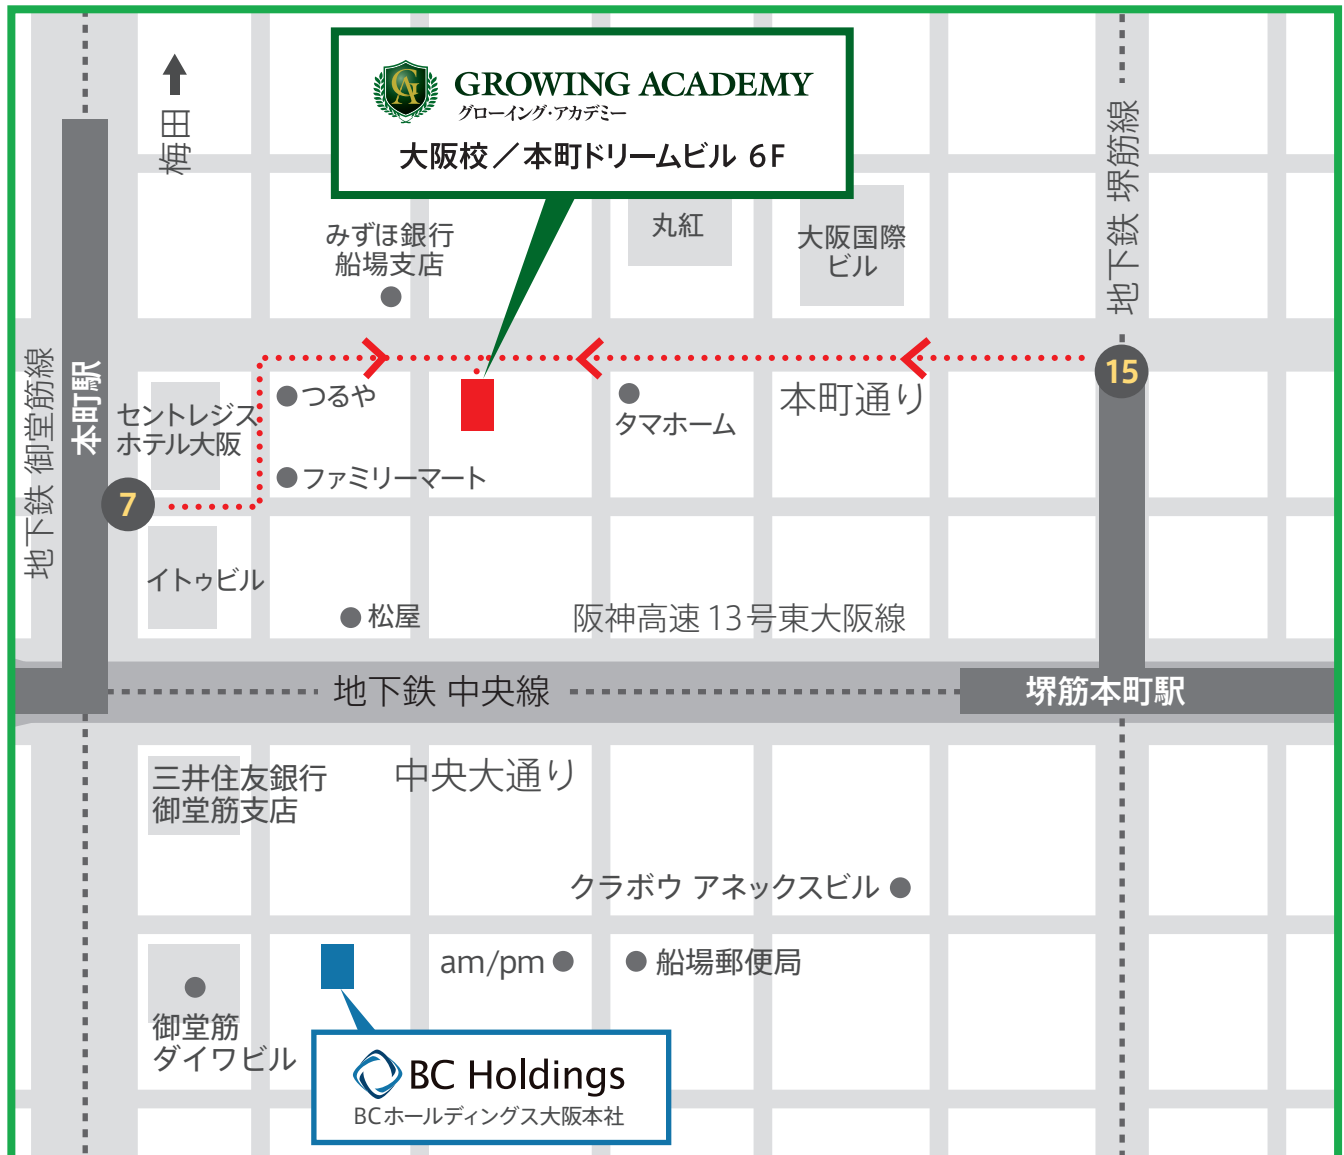 梅田
GA
GROWING ACADEMY
グローイング・アカデミー
大阪校／本町ドリームビル 6F
地下鉄 堺筋線
みずほ銀行
船場支店
丸紅
大阪国際
ビル
地下鉄 御堂筋線
本町駅
セントレジス
ホテル大阪
つるや
タマホーム
本町通り
15
ファミリーマート
7
イトゥビル
松屋
阪神高速 13号東大阪線
地下鉄 中央線
堺筋本町駅
三井住友銀行
御堂筋支店
中央大通り
クラボウ アネックスビル
am/pm
船場郵便局
御堂筋
ダイワビル
BC Holdings
BCホールディングス大阪本社